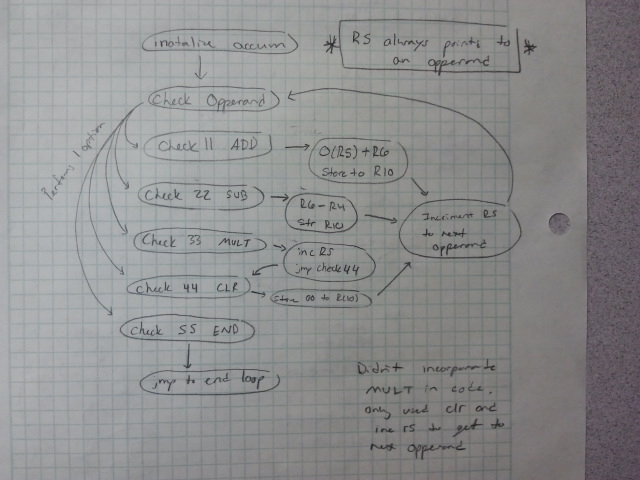 inatalize accum
* RS always points to *
an opperand
Check Opperand
Perform 1 option
Check 11 ADD
O(R5) + R6
Store to R10
Check 22 SUB
R6 - R4
Str R10
Incriment R5
to next
opperand
Check 33 MULT
inc R5
jmp check 44
Check 44 CLR
Store 00 to R(10)
Check 55 END
jmp to end loop
Didn't incorporate
MULT in code.
only used clr and
inc R5 to get to
next opperand